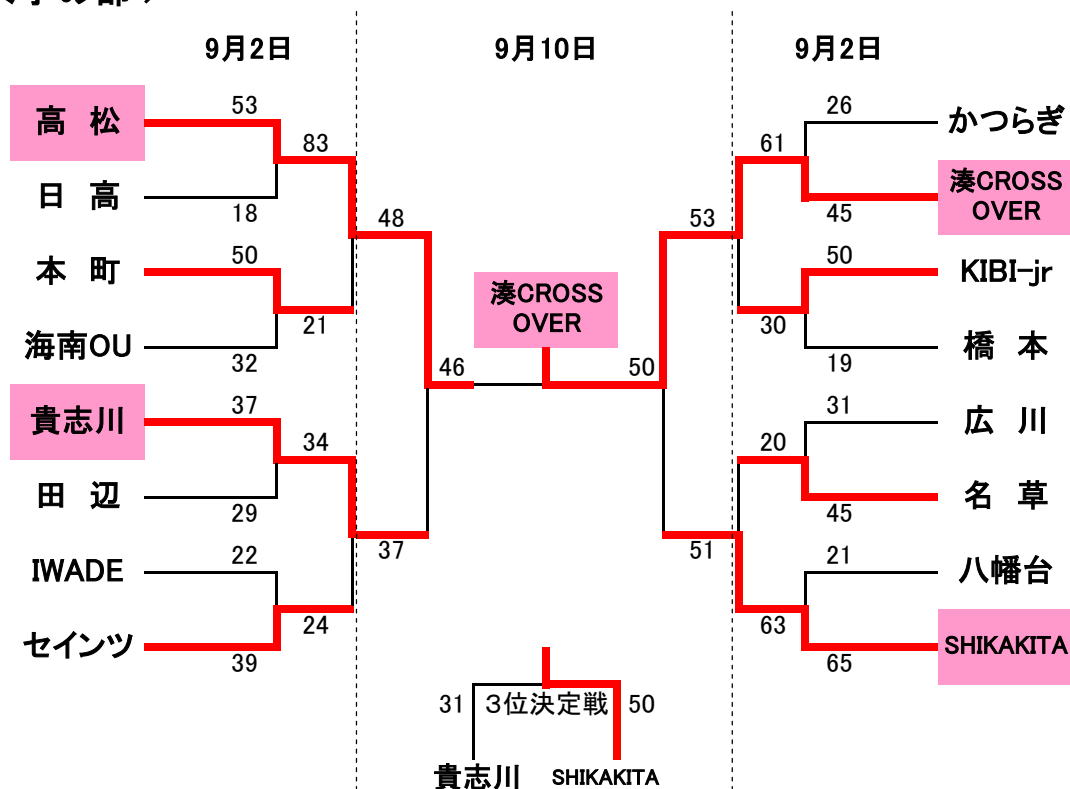 9月2日
9月10日
9月2日
高 松
53
83
日 高
18
48
本 町
50
21
海南OU
32
46
貴志川
37
34
田 辺
29
37
IWADE
22
24
セインツ
39
湊CROSS
OVER
50
26
かつらぎ
61
湊CROSS
OVER
45
53
50
KIBI-jr
30
橋 本
19
31
広 川
20
名 草
45
51
21
八幡台
63
SHIKAKITA
65
31
3位決定戦
50
貴志川
SHIKAKITA